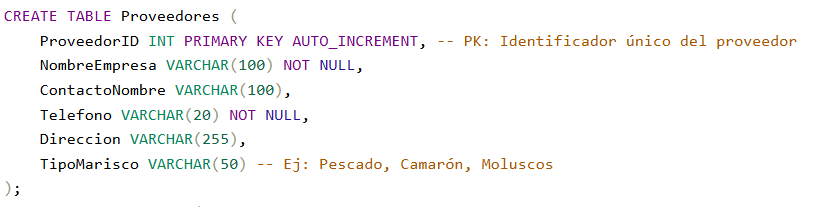 CREATE TABLE Proveedores (
    ProveedorID INT PRIMARY KEY AUTO_INCREMENT, -- PK: Identificador único del proveedor
    NombreEmpresa VARCHAR(100) NOT NULL,
    ContactoNombre VARCHAR(100),
    Telefono VARCHAR(20) NOT NULL,
    Direccion VARCHAR(255),
    TipoMarisco VARCHAR(50) -- Ej: Pescado, Camarón, Moluscos
);